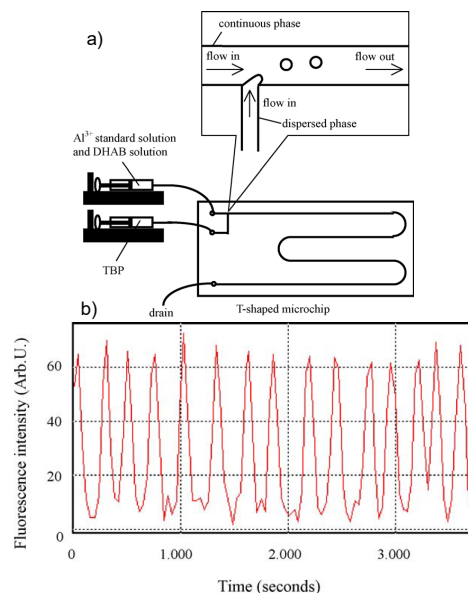 a)
continuous phase
flow in
flow out
flow in
dispersed phase
Al³⁺ standard solution
and DHAB solution
TBP
drain
T-shaped microchip
b)
Fluorescence intensity (Arb.U.)
60
40
20
0
0
1.000
2.000
3.000
Time (seconds)